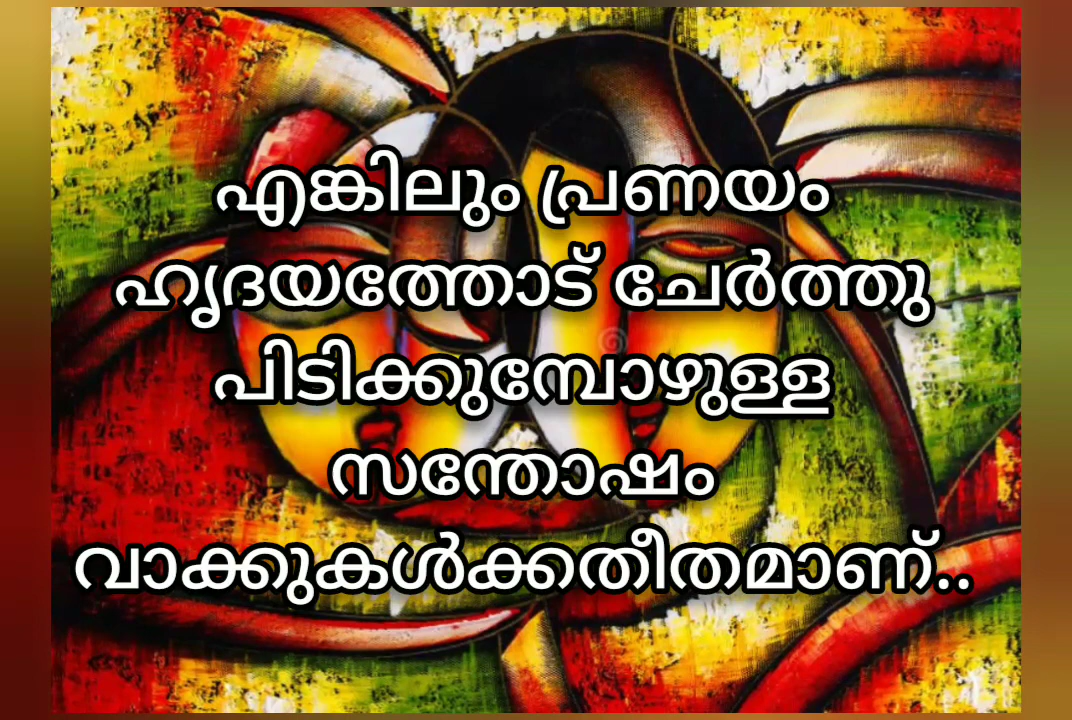 എങ്കിലും പ്രണയം
ഹൃദയത്തോട് ചേർത്തു
പിടിക്കുമ്പോഴുള്ള
സന്തോഷം
വാക്കുകൾക്കതീതമാണ്..